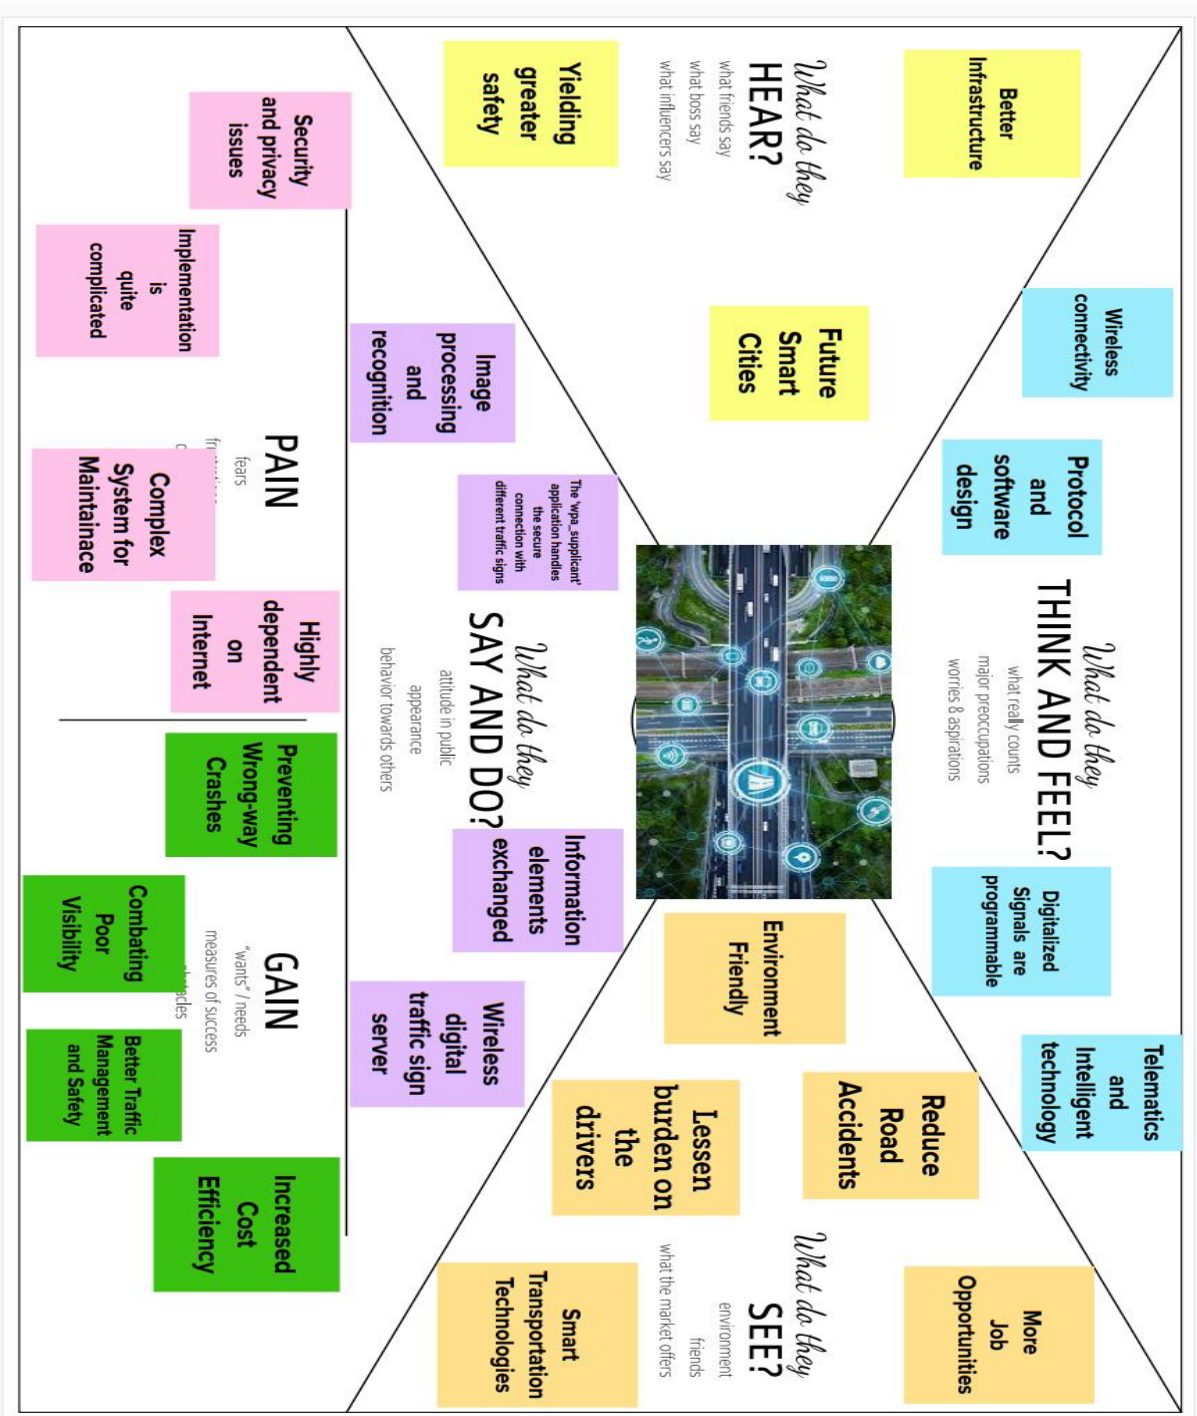 What do they
THINK AND FEEL?
what really counts
major preoccupations
worries & aspirations
Wireless
connectivity
Protocol
and
software
design
Digitalized
Signals are
programmable
Telematics
and
Intelligent
technology
What do they
HEAR?
what friends say
what boss say
what influencers say
Better
Infrastructure
Future
Smart
Cities
Yielding
greater
safety
What do they
SEE?
environment
friends
what the market offers
Environment
Friendly
Reduce
Road
Accidents
More
Job
Opportunities
Lessen
burden on
the
drivers
Smart
Transportation
Technologies
What do they
SAY AND DO?
attitude in public
appearance
behavior towards others
Image
processing
and
recognition
The 'wpa_supplicant'
application handles
the secure
connection with
different traffic signs
Information
elements
exchanged
Wireless
digital
traffic sign
server
PAIN
fears
Security
and privacy
issues
Implementation
is
quite
complicated
Complex
System for
Maintainace
Highly
dependent
on
Internet
GAIN
"wants" / needs
measures of success
Preventing
Wrong-way
Crashes
Combating
Poor
Visibility
Better Traffic
Management
and Safety
Increased
Cost
Efficiency